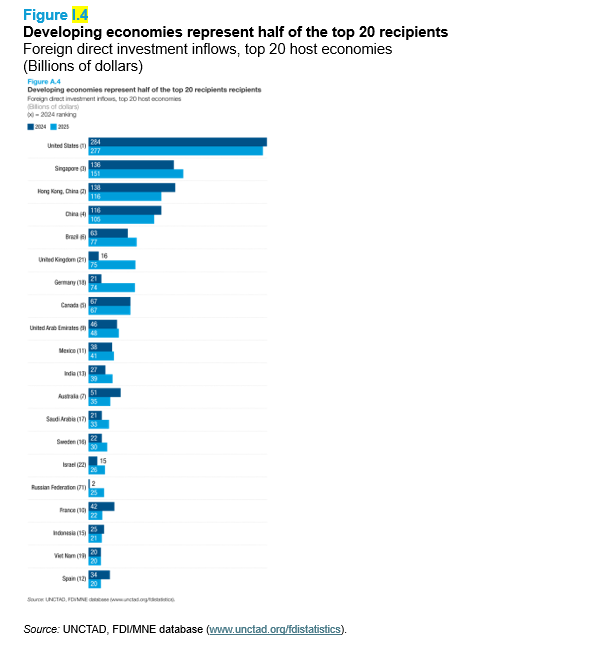 Figure I.4
Developing economies represent half of the top 20 recipients
Foreign direct investment inflows, top 20 host economies
(Billions of dollars)
Figure A.4
Developing economies represent half of the top 20 recipients recipients
Foreign direct investment inflows, top 20 host economies
(Billions of dollars)
(x) = 2024 ranking
2024 2025
United States (1) 284
277
Singapore (3) 136
151
Hong Kong, China (2) 138
116
China (4) 116
105
Brazil (6) 63
77
United Kingdom (21) 16
75
Germany (18) 21
74
Canada (5) 67
67
United Arab Emirates (9) 46
48
Mexico (11) 38
41
India (13) 27
39
Australia (7) 51
35
Saudi Arabia (17) 21
33
Sweden (16) 22
30
Israel (22) 15
26
Russian Federation (71) 2
25
France (10) 42
22
Indonesia (15) 25
21
Viet Nam (19) 20
20
Spain (12) 34
20
Source: UNCTAD, FDI/MNE database (www.unctad.org/fdistatistics).
Source: UNCTAD, FDI/MNE database (www.unctad.org/fdistatistics).